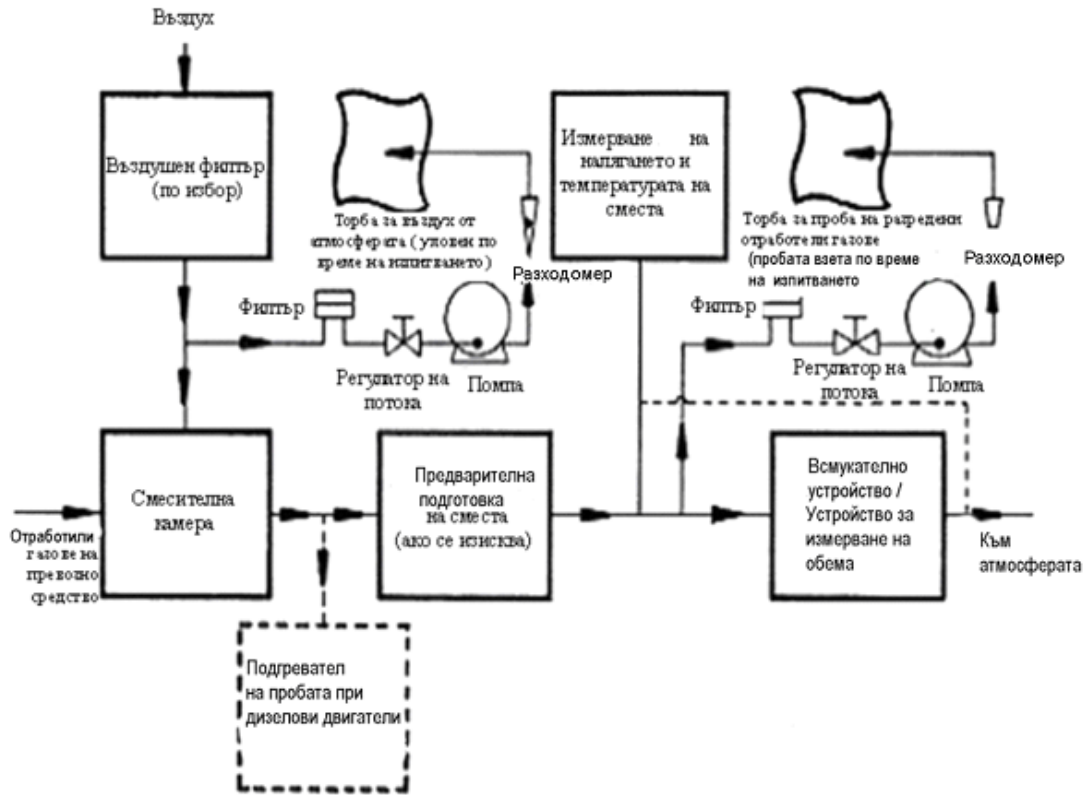 Въздух
Въздушен филтър
(по избор)
Торба за въздух от
атмосферата ( уловен по
време на изпитването )
Разходомер
Филтър
Регулатор на
потока
Помпа
Измерване на
налягането и
температурата на
сместа
Торба за проба на разредени
отработели газове
(пробата взета по време
на изпитването
Разходомер
Филтър
Регулатор на
потока
Помпа
Отработили
газове на
превозно
средство
Смесителна
камера
Предварителна
подготовка
на сместа
(ако се изисква)
Всмукателно
устройство /
Устройство за
измерване на
обема
Към
атмосферата
Подгревател
на пробата при
дизелови двигатели